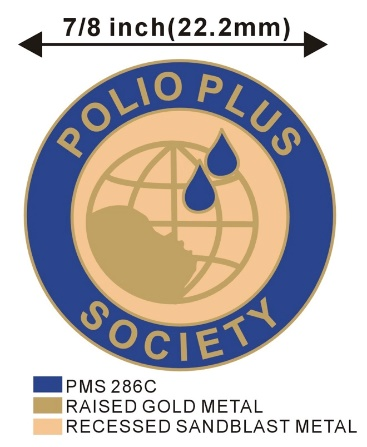 7/8 inch(22.2mm)
POLIO PLUS
SOCIETY
PMS 286C
RAISED GOLD METAL
RECESSED SANDBLAST METAL